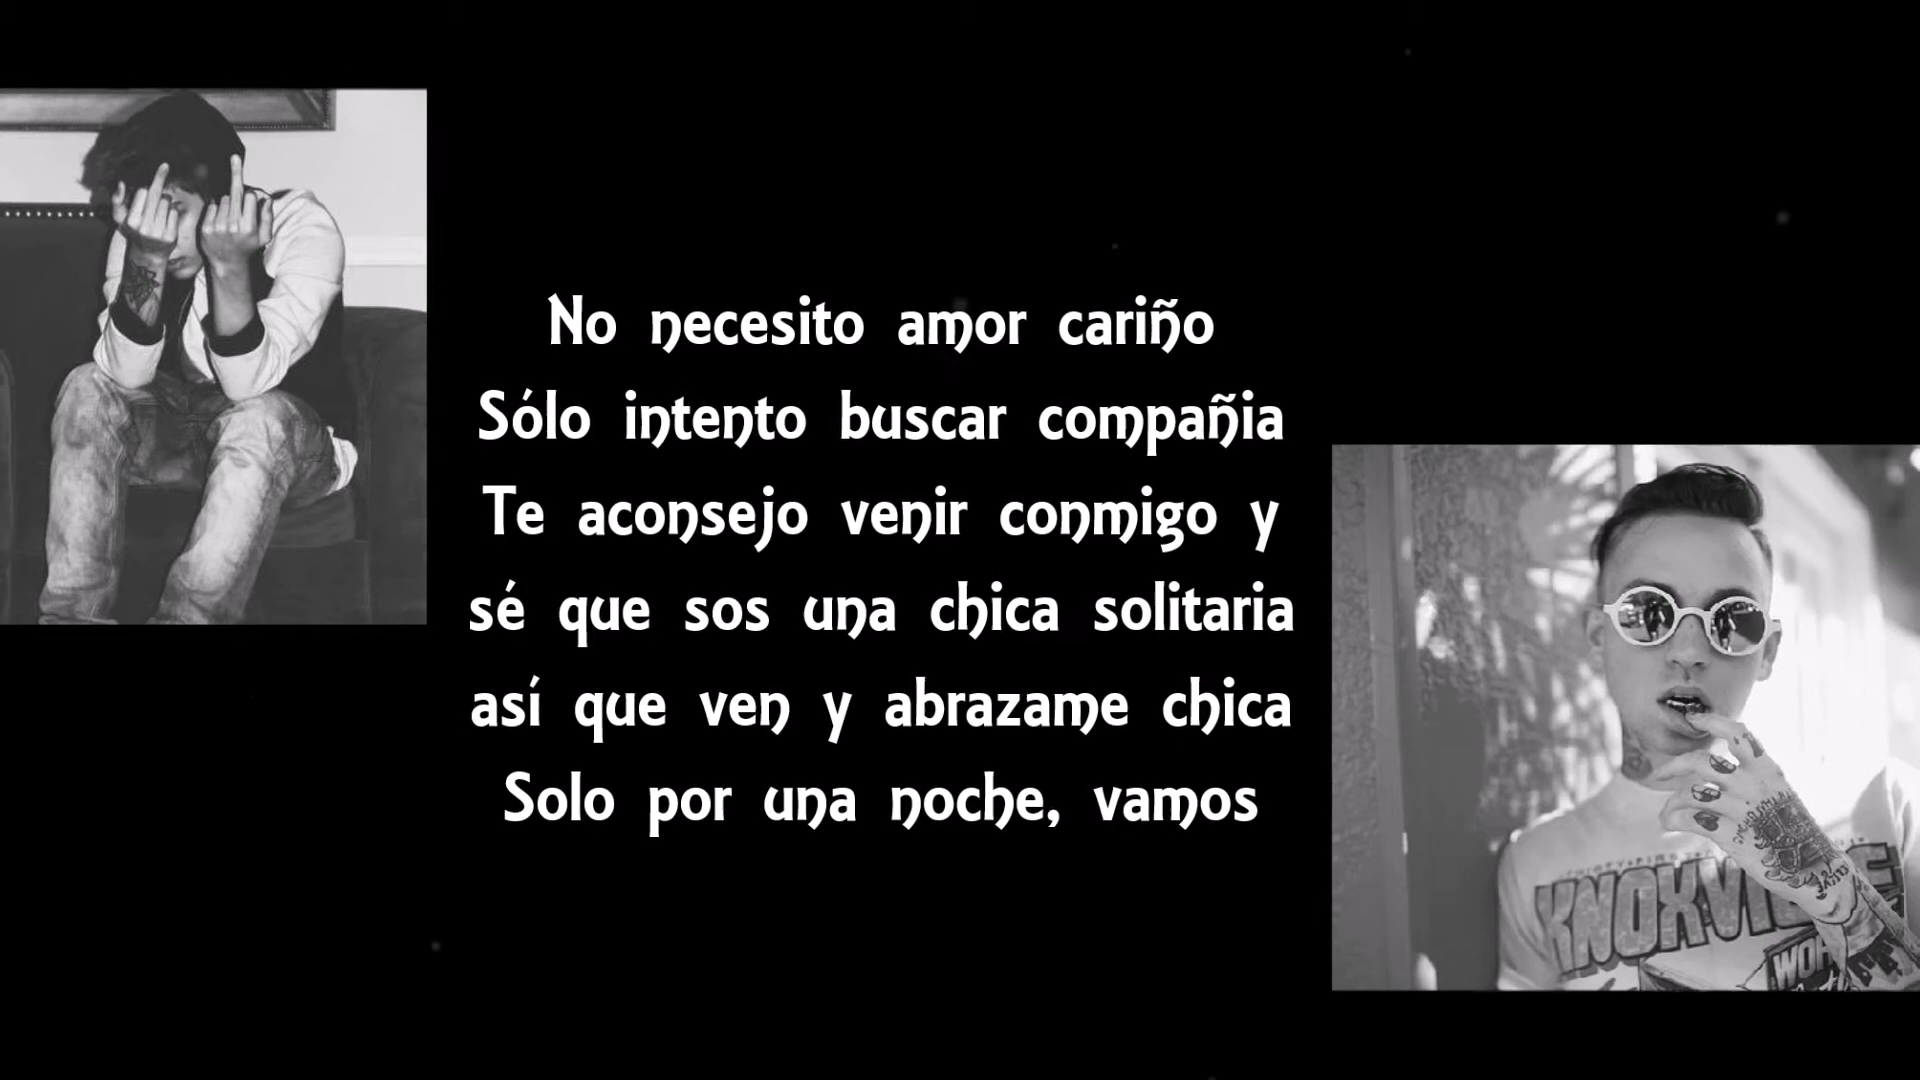 No necesito amor cariño
Sólo intento buscar compañia
Te aconsejo venir conmigo y
sé que sos una chica solitaria
así que ven y abrazame chica
Solo por una noche, vamos